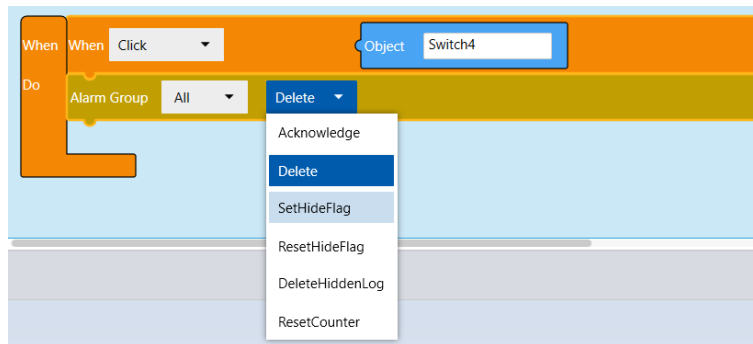 When When Click Object Switch4
Do
Alarm Group All Delete
Acknowledge
Delete
SetHideFlag
ResetHideFlag
DeleteHiddenLog
ResetCounter